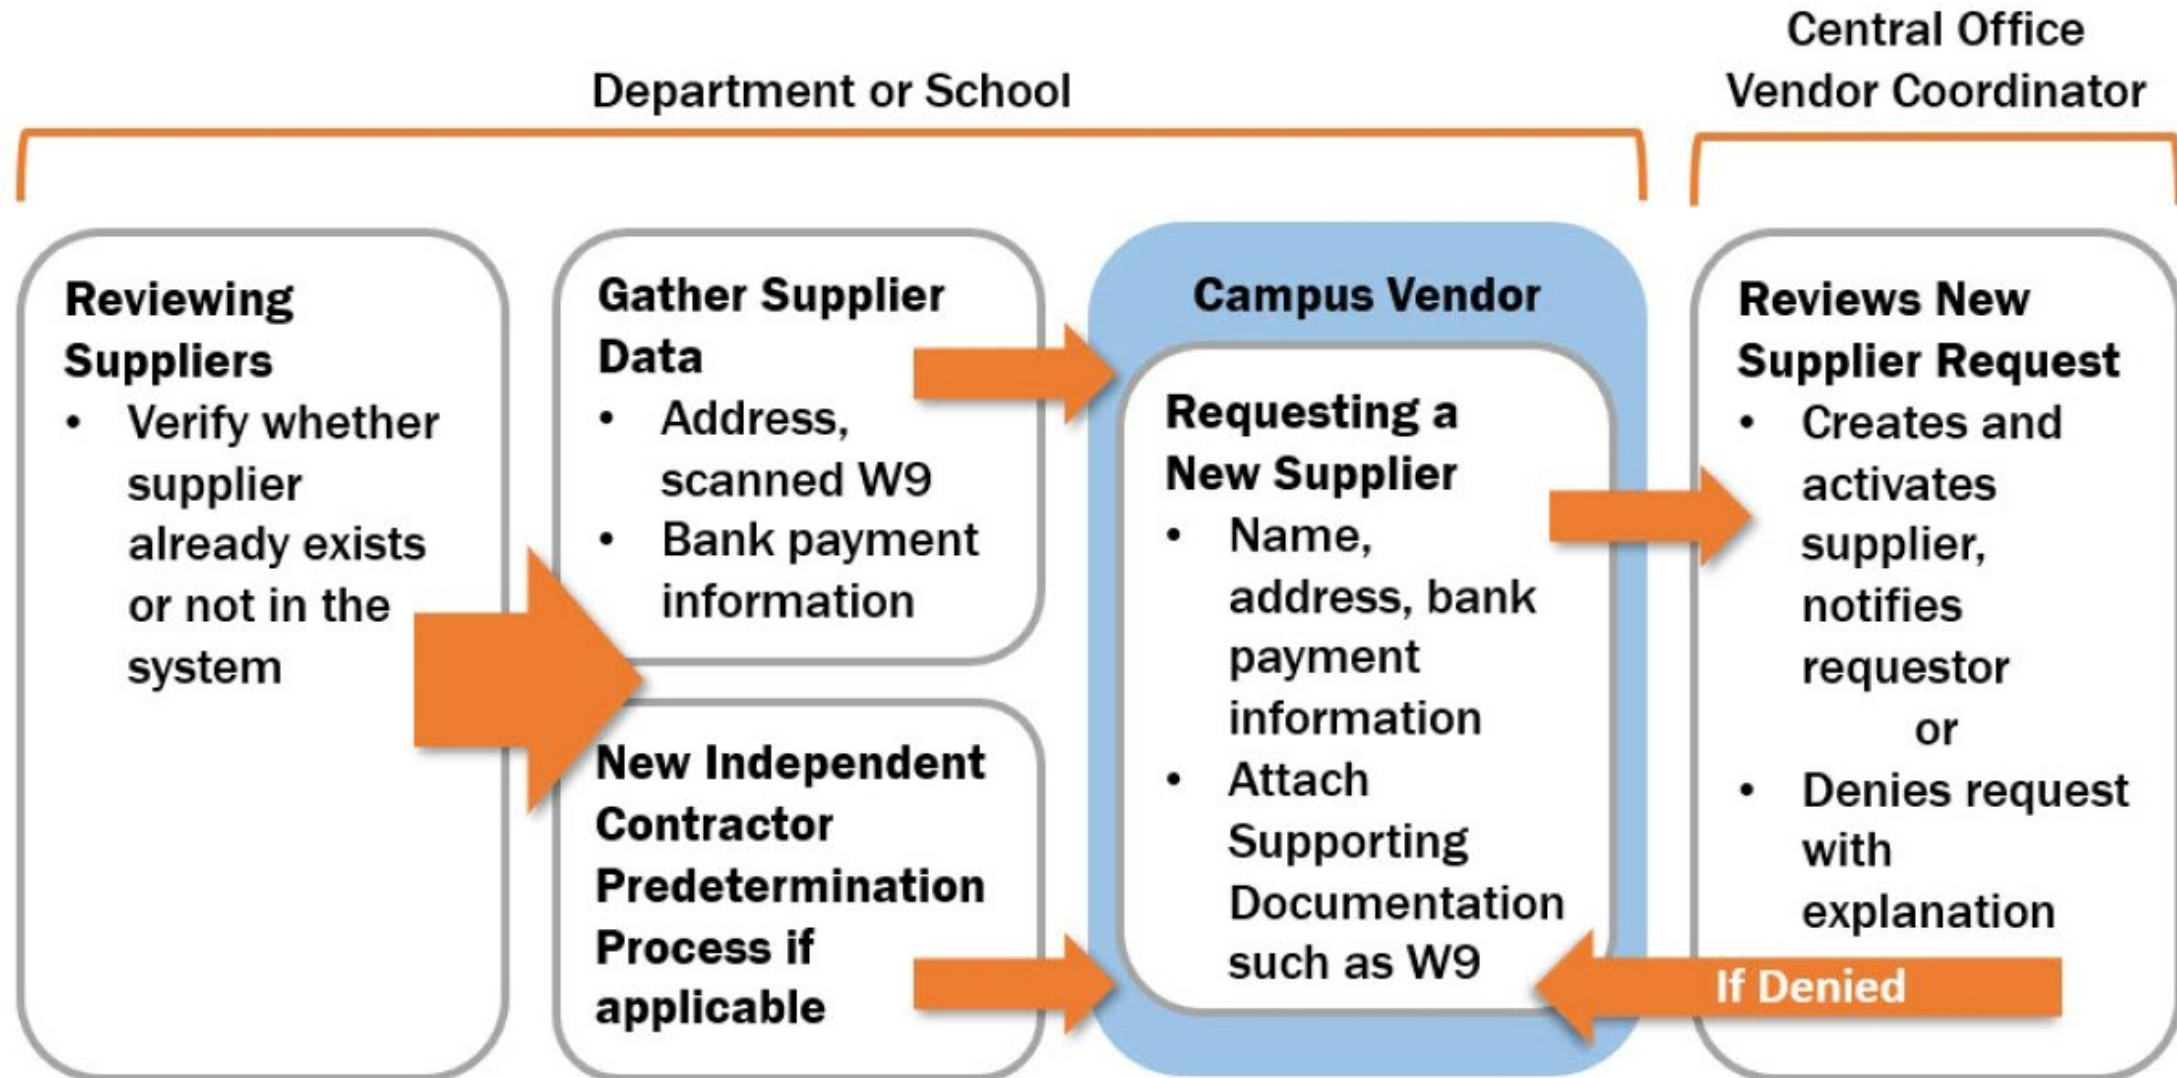 Department or School
Central Office
Vendor Coordinator
Reviewing
Suppliers
• Verify whether
supplier
already exists
or not in the
system
Gather Supplier
Data
• Address,
scanned W9
• Bank payment
information
New Independent
Contractor
Predetermination
Process if
applicable
Campus Vendor
Requesting a
New Supplier
• Name,
address, bank
payment
information
• Attach
Supporting
Documentation
such as W9
Reviews New
Supplier Request
• Creates and
activates
supplier,
notifies
requestor
or
• Denies request
with
explanation
If Denied